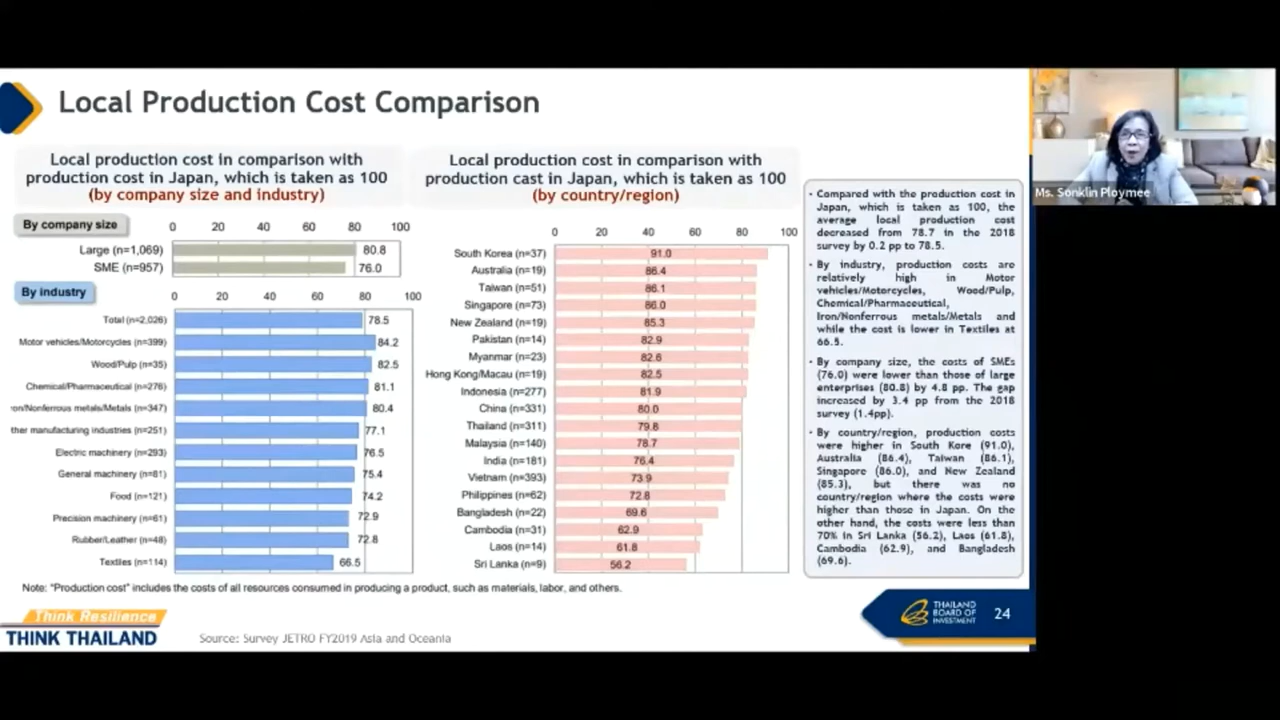 Local Production Cost Comparison
Local production cost in comparison with
production cost in Japan, which is taken as 100
(by company size and industry)
By company size
0 20 40 60 80 100
Large (n=1,069) 80.8
SME (n=957) 76.0
By industry
0 20 40 60 80 100
Total (n=2,026) 78.5
Motor vehicles/Motorcycles (n=399) 84.2
Wood/Pulp (n=35) 82.5
Chemical/Pharmaceutical (n=276) 81.1
on/Nonferrous metals/Metals (n=347) 80.4
ther manufacturing industries (n=251) 77.1
Electric machinery (n=293) 76.5
General machinery (n=81) 75.4
Food (n=121) 74.2
Precision machinery (n=61) 72.9
Rubber/Leather (n=48) 72.8
Textiles (n=114) 66.5
Local production cost in comparison with
production cast in Japan, which is taken as 100
(by country/region)
0 20 40 60 80 100
South Korea (n=37) 91.0
Australia (n=19) 86.4
Taiwan (n=51) 86.1
Singapore (n=73) 86.0
New Zealand (n=19) 85.3
Pakistan (n=14) 82.9
Myanmar (n=23) 82.6
Hong Kong/Macau (n=19) 82.5
Indonesia (n=277) 81.9
China (n=331) 80.0
Thailand (n=311) 79.8
Malaysia (n=140) 78.7
India (n=181) 76.4
Vietnam (n=393) 73.9
Philippines (n=62) 72.8
Bangladesh (n=22) 69.6
Cambodia (n=31) 62.9
Laos (n=14) 61.8
Sri Lanka (n=9) 56.2
• Compared with the production cost in
Japan, which is taken as 100, the
average local production cost
decreased from 78.7 in the 2018
survey by 0.2 pp to 78.5.
• By industry, production costs are
relatively high in Motor
vehicles/Motorcycles, Wood/Pulp,
Chemical/Pharmaceutical,
Iron/Nonferrous metals/Metals and
while the cost is lower in Textiles at
66.5.
• By company size, the costs of SMEs
(76.0) were lower than those of large
enterprises (80.8) by 4.8 pp. The gap
increased by 3.4 pp from the 2018
survey (1.4pp).
• By country/region, production costs
were higher in South Kore (91.0),
Australia (86.4), Taiwan (86.1),
Singapore (86.0), and New Zealand
(85.3), but there was no
country/region where the costs were
higher than those in Japan. On the
other hand, the costs were less than
70% in Sri Lanka (56.2), Laos (61.8),
Cambodia (62.9), and Bangladesh
(69.6).
Ms. Sonklin Ploymee
Note: "Production cost" includes the costs of all resources consumed in producing a product, such as materials, labor, and others.
Think Resilience
THINK THAILAND
Source: Survey JETRO FY2019 Asia and Oceania
THAILAND
BOARD OF
INVESTMENT
24